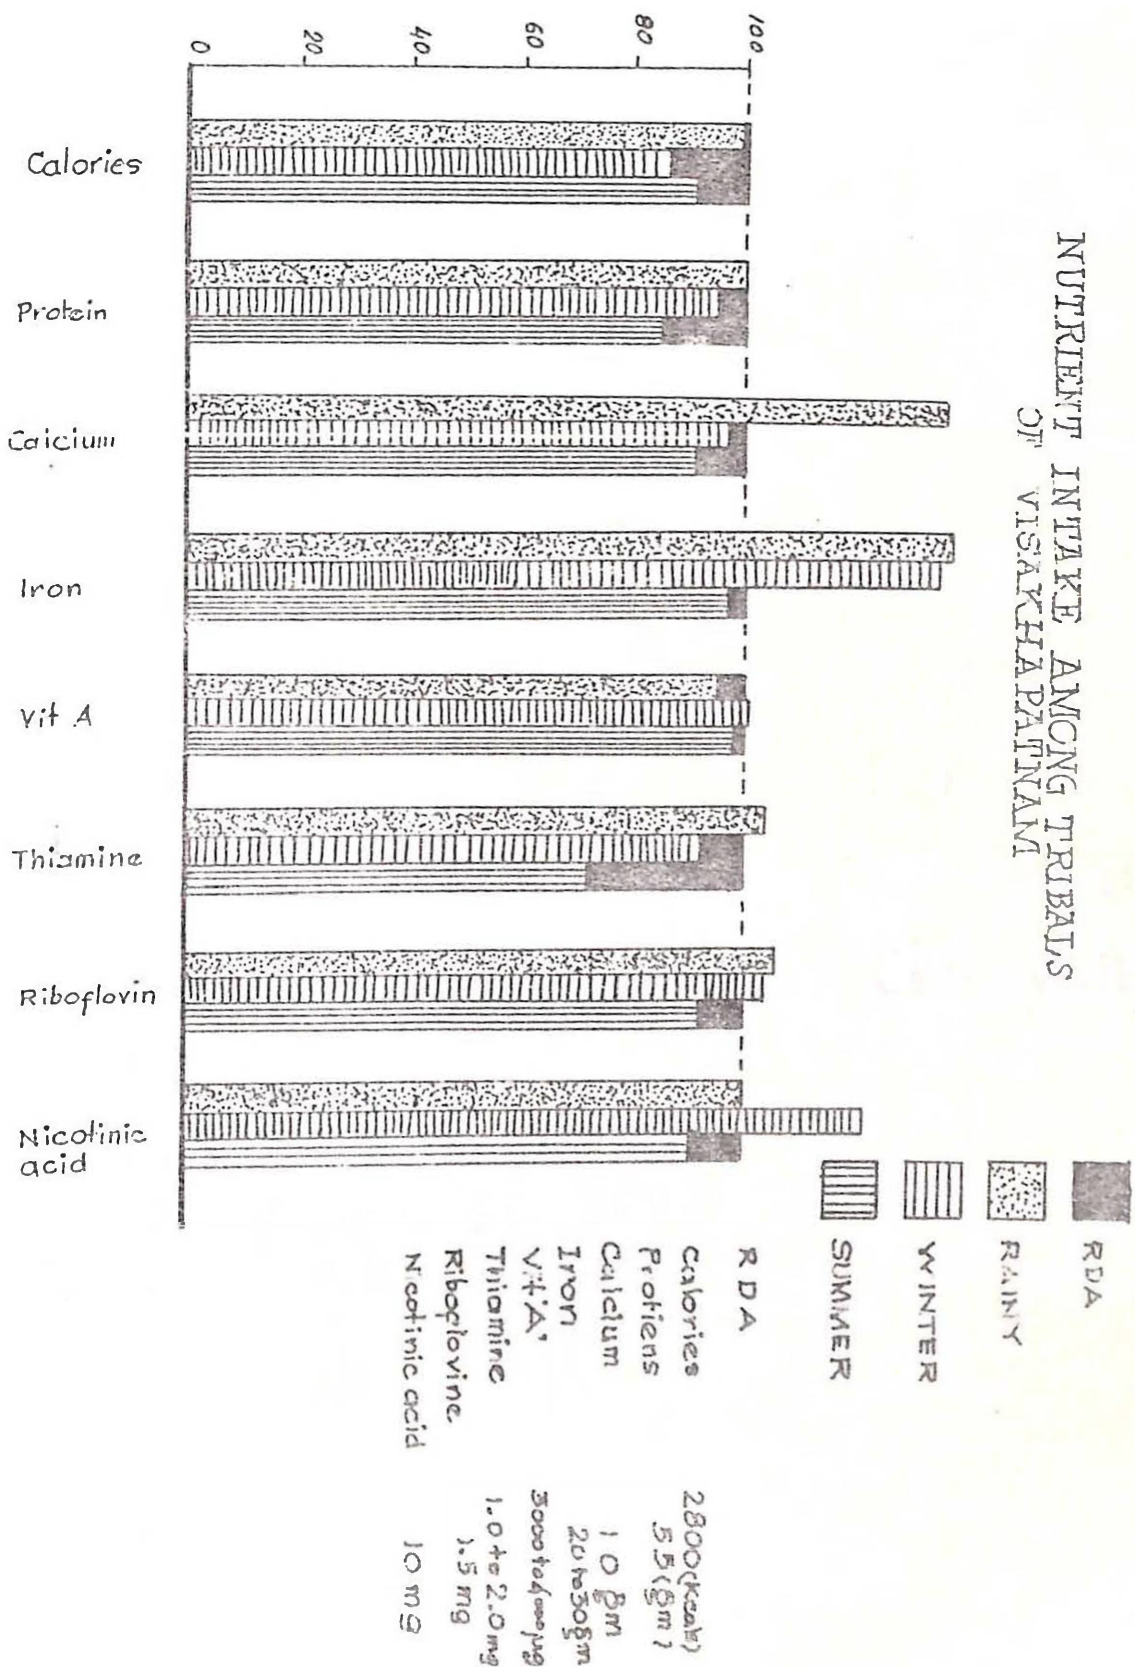 NUTRIENT INTAKE AMONG TRIBALS
OF VISAKHAPATNAM
100
80
60
40
20
0
Calories
Protein
Calcium
Iron
Vit A
Thiamine
Riboflovin
Nicotinic
acid
RDA
RAINY
WINTER
SUMMER
RDA
Calories 2800(Kcals)
Protiens 55(gm)
Calcium 1 0 gm
Iron 20 to 30gm
Vit 'A' 3000 to 4000 µg
Thiamine 1.0 to 2.0 mg
Riboplovine 1.5 mg
Nicotinic acid 10 mg